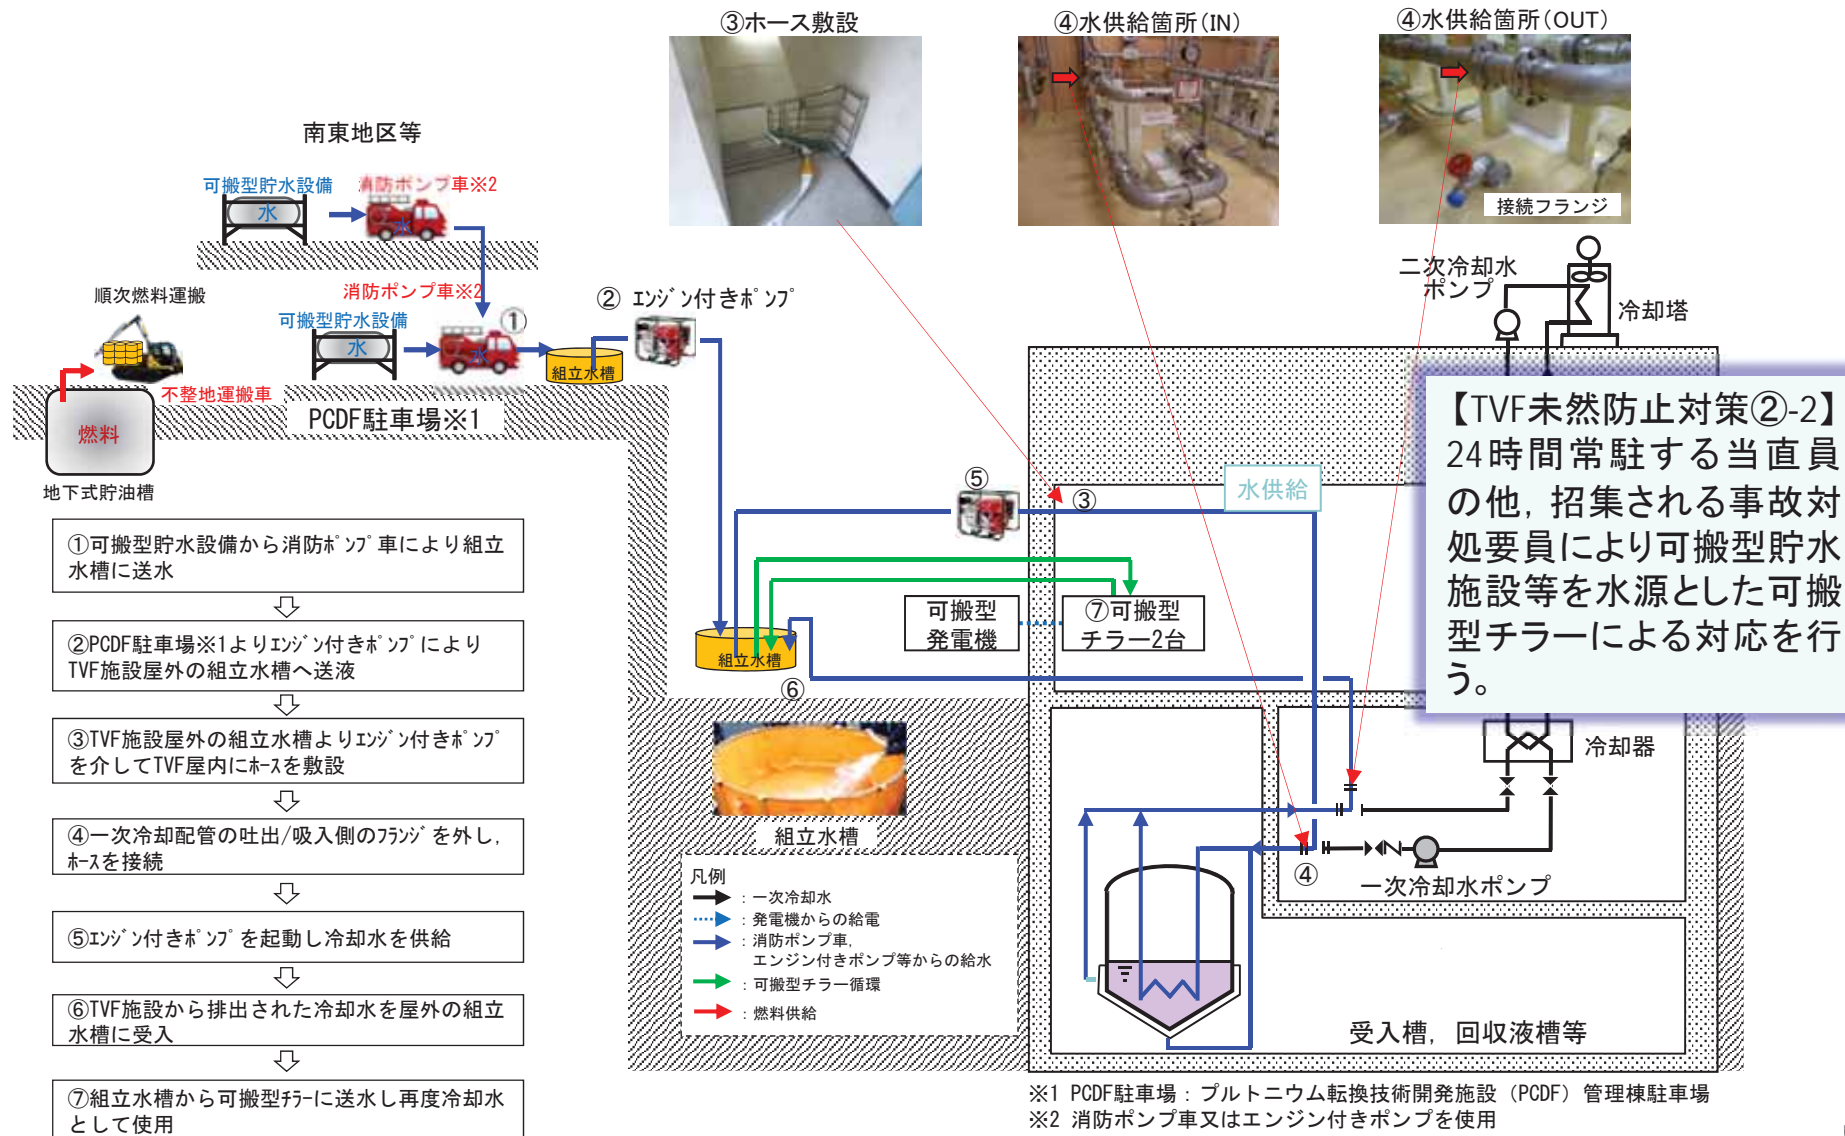 ③ホース敷設
④水供給箇所(IN)
④水供給箇所(OUT)
接続フランジ
南東地区等
可搬型貯水設備
消防ポンプ車※2
水
水
順次燃料運搬
消防ポンプ車※2
可搬型貯水設備
水
水
①
② エンジン付きポンプ
組立水槽
不整地運搬車
燃料
PCDF駐車場※1
地下式貯油槽
二次冷却水
ポンプ
冷却塔
【TVF未然防止対策②-2】
24時間常駐する当直員
の他,招集される事故対
処要員により可搬型貯水
施設等を水源とした可搬
型チラーによる対応を行
う。
⑤
③
水供給
可搬型
発電機
⑦可搬型
チラー2台
組立水槽
⑥
組立水槽
冷却器
④
一次冷却水ポンプ
受入槽,回収液槽等
①可搬型貯水設備から消防ポンプ車により組立
水槽に送水
②PCDF駐車場※1よりエンジン付きポンプにより
TVF施設屋外の組立水槽へ送液
③TVF施設屋外の組立水槽よりエンジン付きポンプ
を介してTVF屋内にホースを敷設
④一次冷却配管の吐出/吸入側のフランジを外し,
ホースを接続
⑤エンジン付きポンプを起動し冷却水を供給
⑥TVF施設から排出された冷却水を屋外の組立
水槽に受入
⑦組立水槽から可搬型チラーに送水し再度冷却水
として使用
凡例
:一次冷却水
:発電機からの給電
:消防ポンプ車,
エンジン付きポンプ等からの給水
:可搬型チラー循環
:燃料供給
※1 PCDF駐車場:プルトニウム転換技術開発施設(PCDF)管理棟駐車場
※2 消防ポンプ車又はエンジン付きポンプを使用